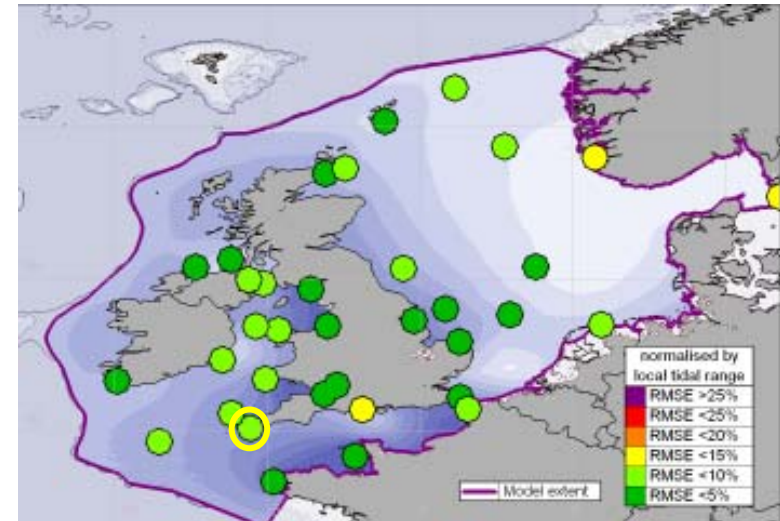 normalised by
local tidal range
RMSE >25%
RMSE <25%
RMSE <20%
RMSE <15%
RMSE <10%
RMSE <5%
Model extent